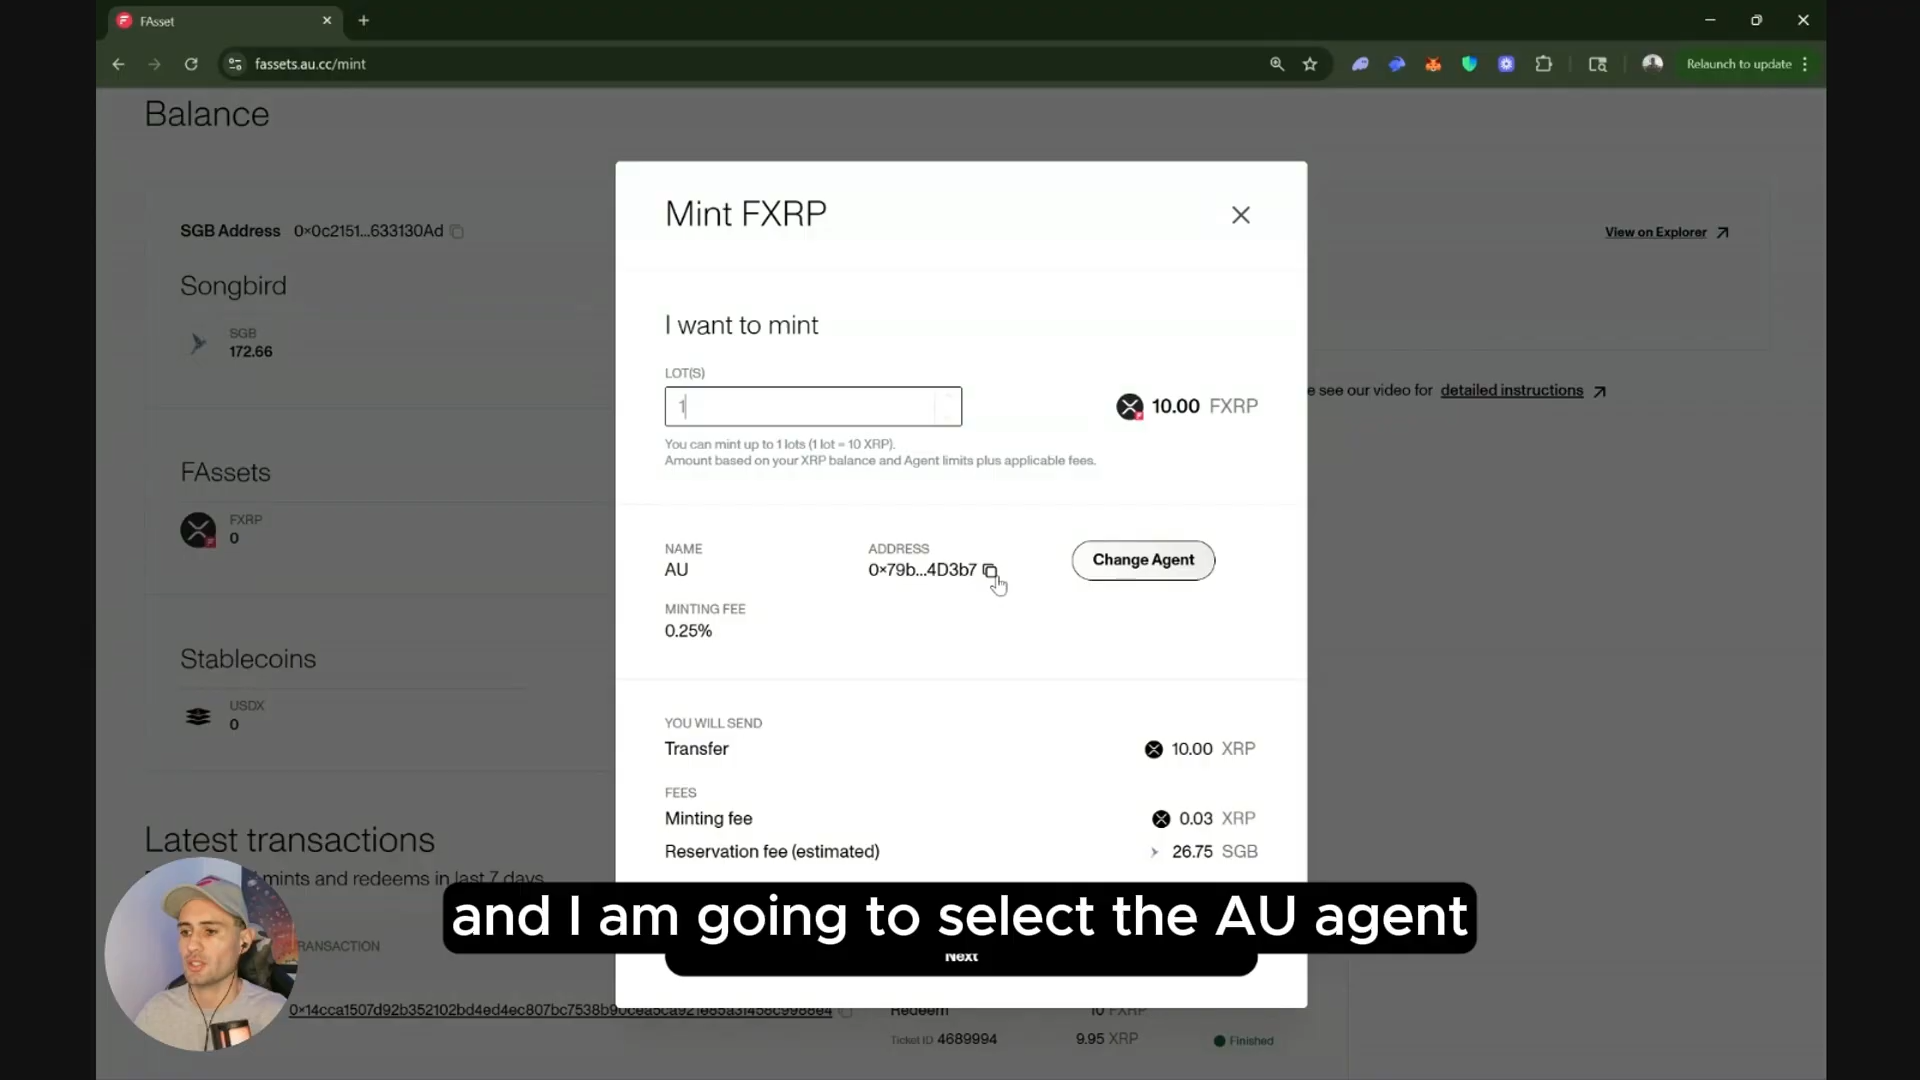 FAsset
fassets.au.cc/mint
Relaunch to update
Balance
SGB Address 0x0c2151...633130Ad
View on Explorer
Songbird
SGB
172.66
e see our video for detailed instructions
FAssets
FXRP
0
Stablecoins
USDX
0
Latest transactions
mints and redeems in last 7 days
TRANSACTION
Redeem
10 FXRP
Ticket ID 4689994
9.95 XRP
Finished
Mint FXRP
I want to mint
LOT(S)
1
10.00 FXRP
You can mint up to 1 lots (1 lot = 10 XRP).
Amount based on your XRP balance and Agent limits plus applicable fees.
NAME
AU
ADDRESS
0x79b...4D3b7
Change Agent
MINTING FEE
0.25%
YOU WILL SEND
Transfer
10.00 XRP
FEES
Minting fee
0.03 XRP
Reservation fee (estimated)
26.75 SGB
and I am going to select the AU agent
Next